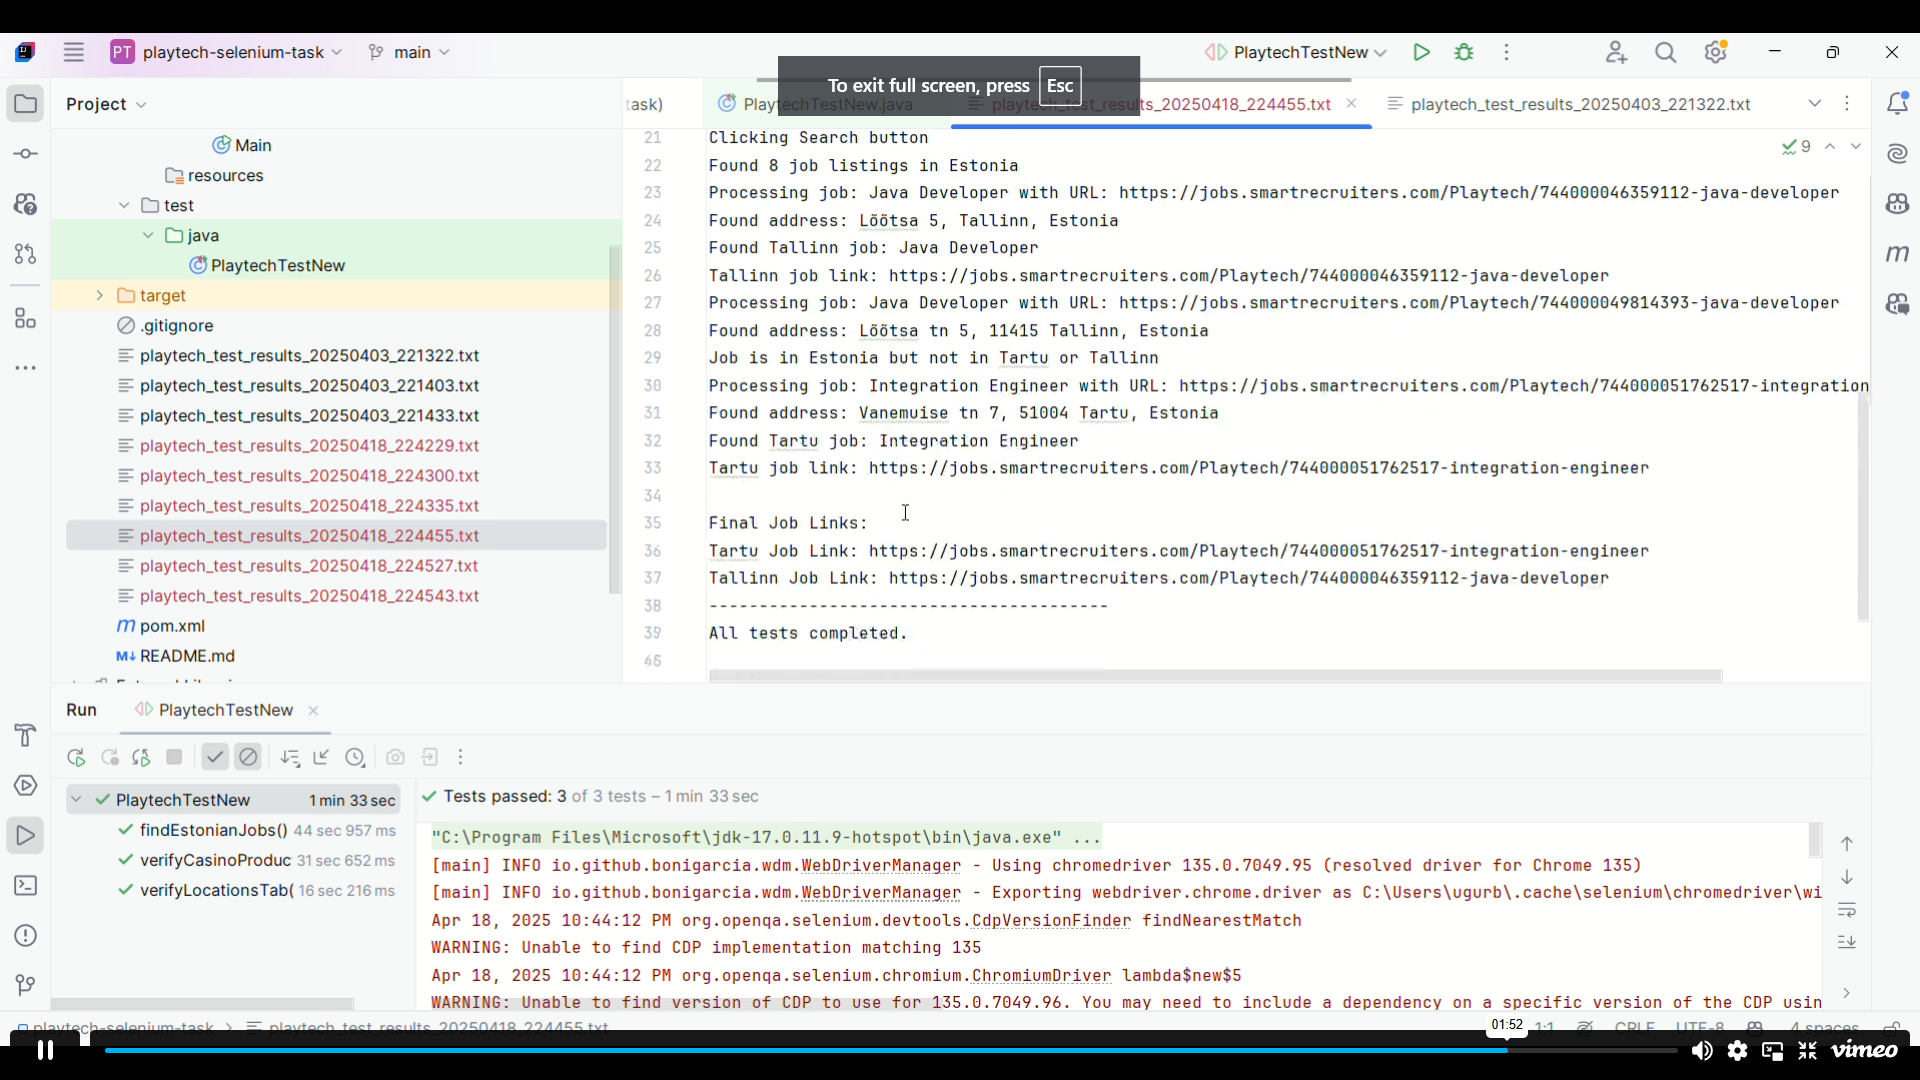 PT playtech-selenium-task
main
PlaytechTestNew
To exit full screen, press Esc
Project
task)
PlaytechTestNew.java
playtech_test_results_20250418_224455.txt
playtech_test_results_20250403_221322.txt
Main
resources
test
java
PlaytechTestNew
target
.gitignore
playtech_test_results_20250403_221322.txt
playtech_test_results_20250403_221403.txt
playtech_test_results_20250403_221433.txt
playtech_test_results_20250418_224229.txt
playtech_test_results_20250418_224300.txt
playtech_test_results_20250418_224335.txt
playtech_test_results_20250418_224455.txt
playtech_test_results_20250418_224527.txt
playtech_test_results_20250418_224543.txt
pom.xml
README.md
9
21 Clicking Search button
22 Found 8 job listings in Estonia
23 Processing job: Java Developer with URL: https://jobs.smartrecruiters.com/Playtech/744000046359112-java-developer
24 Found address: Lõõtsa 5, Tallinn, Estonia
25 Found Tallinn job: Java Developer
26 Tallinn job link: https://jobs.smartrecruiters.com/Playtech/744000046359112-java-developer
27 Processing job: Java Developer with URL: https://jobs.smartrecruiters.com/Playtech/744000049814393-java-developer
28 Found address: Lõõtsa tn 5, 11415 Tallinn, Estonia
29 Job is in Estonia but not in Tartu or Tallinn
30 Processing job: Integration Engineer with URL: https://jobs.smartrecruiters.com/Playtech/744000051762517-integration
31 Found address: Vanemuise tn 7, 51004 Tartu, Estonia
32 Found Tartu job: Integration Engineer
33 Tartu job link: https://jobs.smartrecruiters.com/Playtech/744000051762517-integration-engineer
34
35 Final Job Links:
36 Tartu Job Link: https://jobs.smartrecruiters.com/Playtech/744000051762517-integration-engineer
37 Tallinn Job Link: https://jobs.smartrecruiters.com/Playtech/744000046359112-java-developer
38 ----------------------------------------
39 All tests completed.
Run
PlaytechTestNew
PlaytechTestNew 1 min 33 sec
findEstonianJobs() 44 sec 957 ms
verifyCasinoProduc 31 sec 652 ms
verifyLocationsTab( 16 sec 216 ms
Tests passed: 3 of 3 tests – 1 min 33 sec
"C:\Program Files\Microsoft\jdk-17.0.11.9-hotspot\bin\java.exe" ...
[main] INFO io.github.bonigarcia.wdm.WebDriverManager - Using chromedriver 135.0.7049.95 (resolved driver for Chrome 135)
[main] INFO io.github.bonigarcia.wdm.WebDriverManager - Exporting webdriver.chrome.driver as C:\Users\ugurb\.cache\selenium\chromedriver\wi
Apr 18, 2025 10:44:12 PM org.openqa.selenium.devtools.CdpVersionFinder findNearestMatch
WARNING: Unable to find CDP implementation matching 135
Apr 18, 2025 10:44:12 PM org.openqa.selenium.chromium.ChromiumDriver lambda$new$5
WARNING: Unable to find version of CDP to use for 135.0.7049.96. You may need to include a dependency on a specific version of the CDP usin
playtech-selenium-task
playtech_test_results_20250418_224455.txt
01:52
1:1
CRLF
UTF-8
4 spaces
vimeo